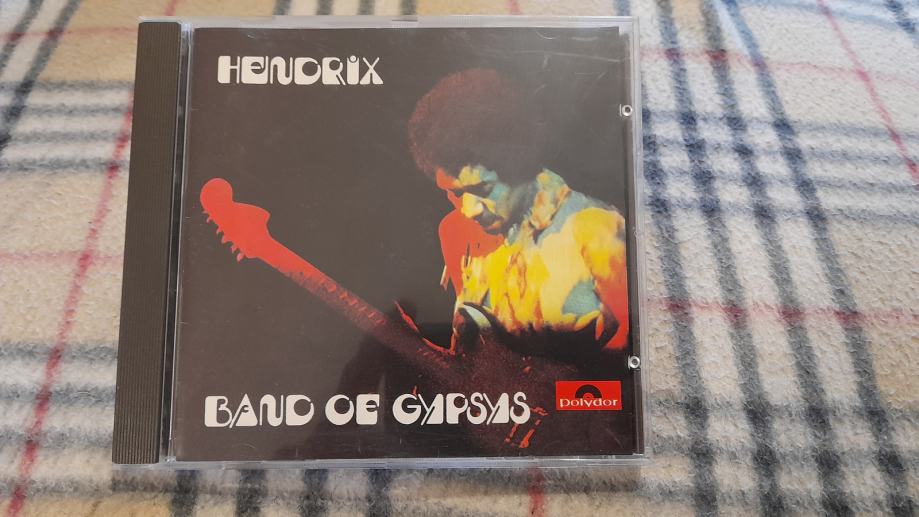 HENDRIX
BAND OF GYPSYS
polydor